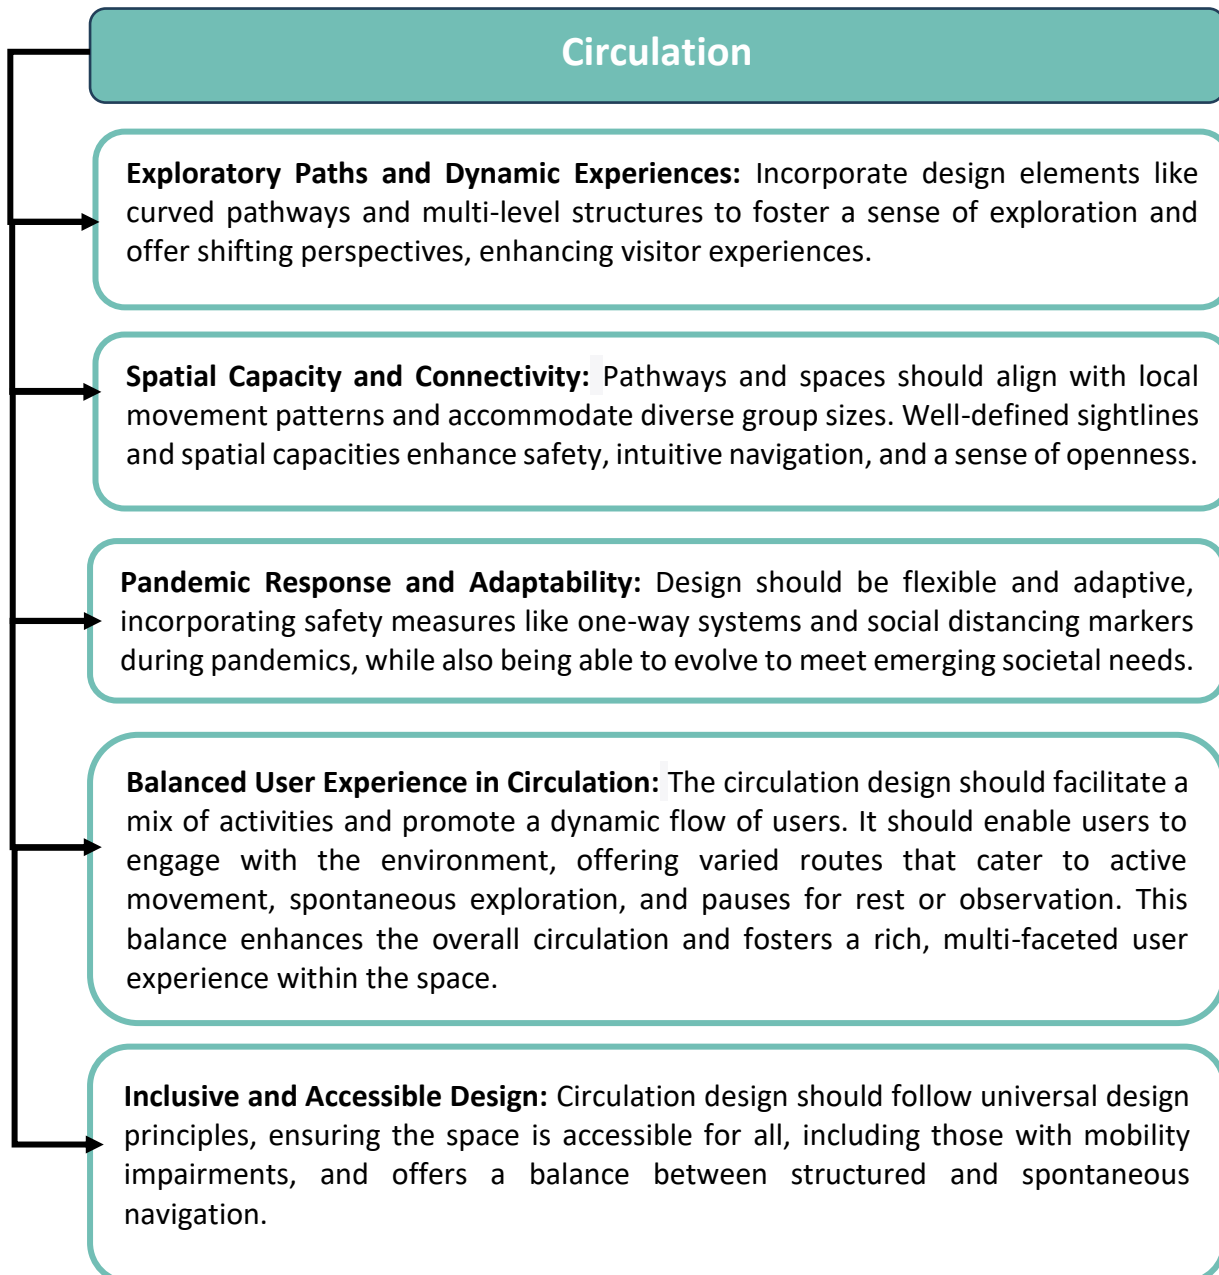 Circulation
Exploratory Paths and Dynamic Experiences: Incorporate design elements like
curved pathways and multi-level structures to foster a sense of exploration and
offer shifting perspectives, enhancing visitor experiences.
Spatial Capacity and Connectivity: Pathways and spaces should align with local
movement patterns and accommodate diverse group sizes. Well-defined sightlines
and spatial capacities enhance safety, intuitive navigation, and a sense of openness.
Pandemic Response and Adaptability: Design should be flexible and adaptive,
incorporating safety measures like one-way systems and social distancing markers
during pandemics, while also being able to evolve to meet emerging societal needs.
Balanced User Experience in Circulation: The circulation design should facilitate a
mix of activities and promote a dynamic flow of users. It should enable users to
engage with the environment, offering varied routes that cater to active
movement, spontaneous exploration, and pauses for rest or observation. This
balance enhances the overall circulation and fosters a rich, multi-faceted user
experience within the space.
Inclusive and Accessible Design: Circulation design should follow universal design
principles, ensuring the space is accessible for all, including those with mobility
impairments, and offers a balance between structured and spontaneous
navigation.